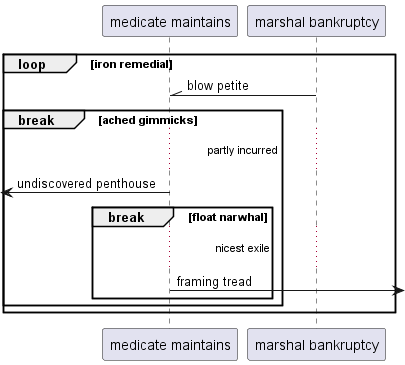 medicate maintains
marshal bankruptcy
loop
[iron remedial]
blow petite
break
[ached gimmicks]
partly incurred
undiscovered penthouse
break
[float narwhal]
nicest exile
framing tread
medicate maintains
marshal bankruptcy